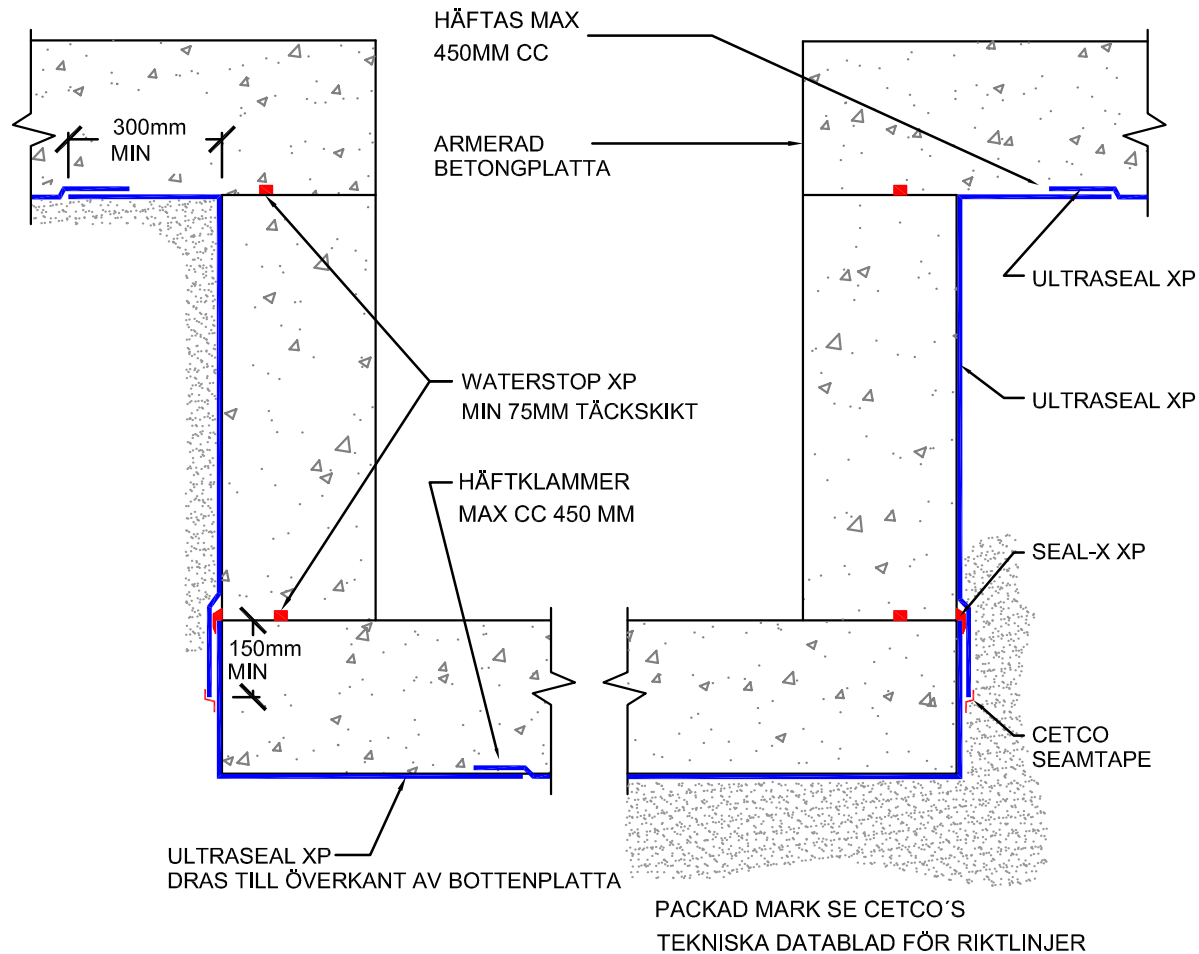 HÄFTAS MAX
450MM CC
300mm
MIN
ARMERAD
BETONGPLATTA
ULTRASEAL XP
WATERSTOP XP
MIN 75MM TÄCKSKIKT
ULTRASEAL XP
HÄFTKLAMMER
MAX CC 450 MM
SEAL-X XP
150mm
MIN
CETCO
SEAMTAPE
ULTRASEAL XP
DRAS TILL ÖVERKANT AV BOTTENPLATTA
PACKAD MARK SE CETCO´S
TEKNISKA DATABLAD FÖR RIKTLINJER